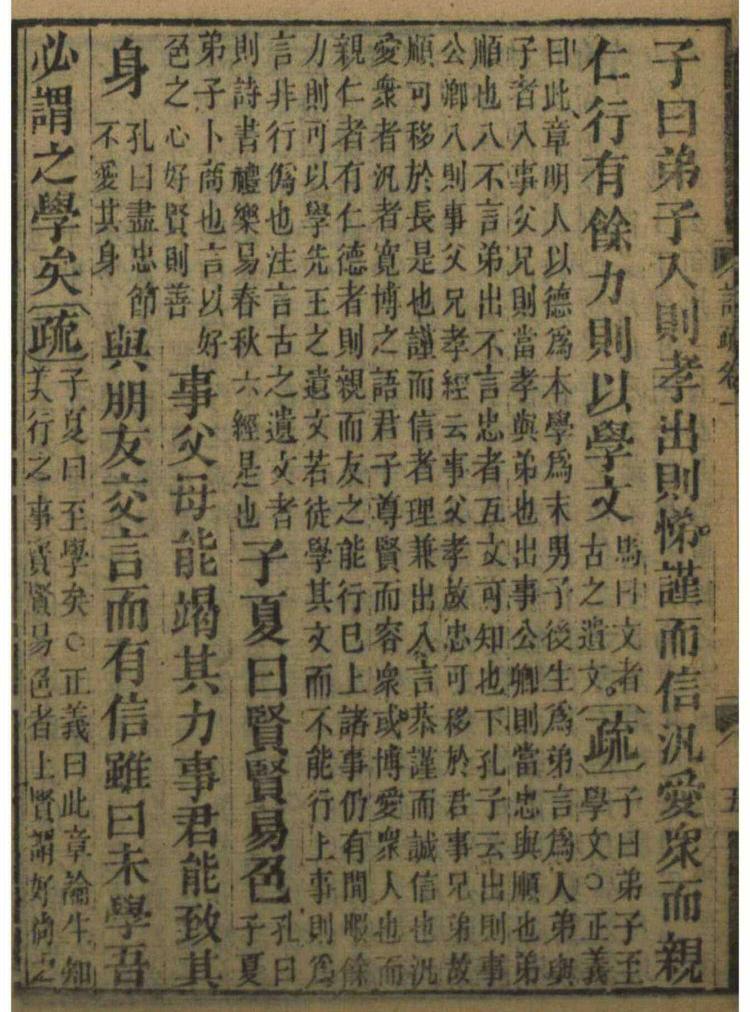 子曰弟子入則孝出則悌謹而信汎愛衆而親
仁行有餘力則以學文
馬曰文者
古之遺文
疏
子曰弟子至
學文○正義
曰此章明人以德爲本學爲末男子後生爲弟言爲人弟與
子者入事父兄則當孝與弟也出事公卿則當忠與順也弟
順也入不言弟出不言忠者互文可知也下孔子云出則事
公卿入則事父兄孝經云事父孝故忠可移於君事兄弟故
順可移於長是也謹而信者理兼出入言恭謹而誠信也汎
愛衆者汎者寬博之語君子尊賢而容衆或博愛衆人也而
親仁者有仁德者則親而友之能行巳上諸事仍有閒暇餘
力則可以學先王之遺文若徒學其文而不能行上事則爲
言非行僞也注言古之遺文者
則詩書禮樂易春秋六經是也
子夏曰賢賢易色
孔曰
子夏
弟子卜商也言以好
色之心好賢則善
事父母能竭其力事君能致其
身
孔曰盡忠節
不愛其身
與朋友交言而有信雖曰未學吾
必謂之學矣
疏
子夏曰至學矣○正義曰此章論生知
美行之事賢賢易色者上賢謂好尚之